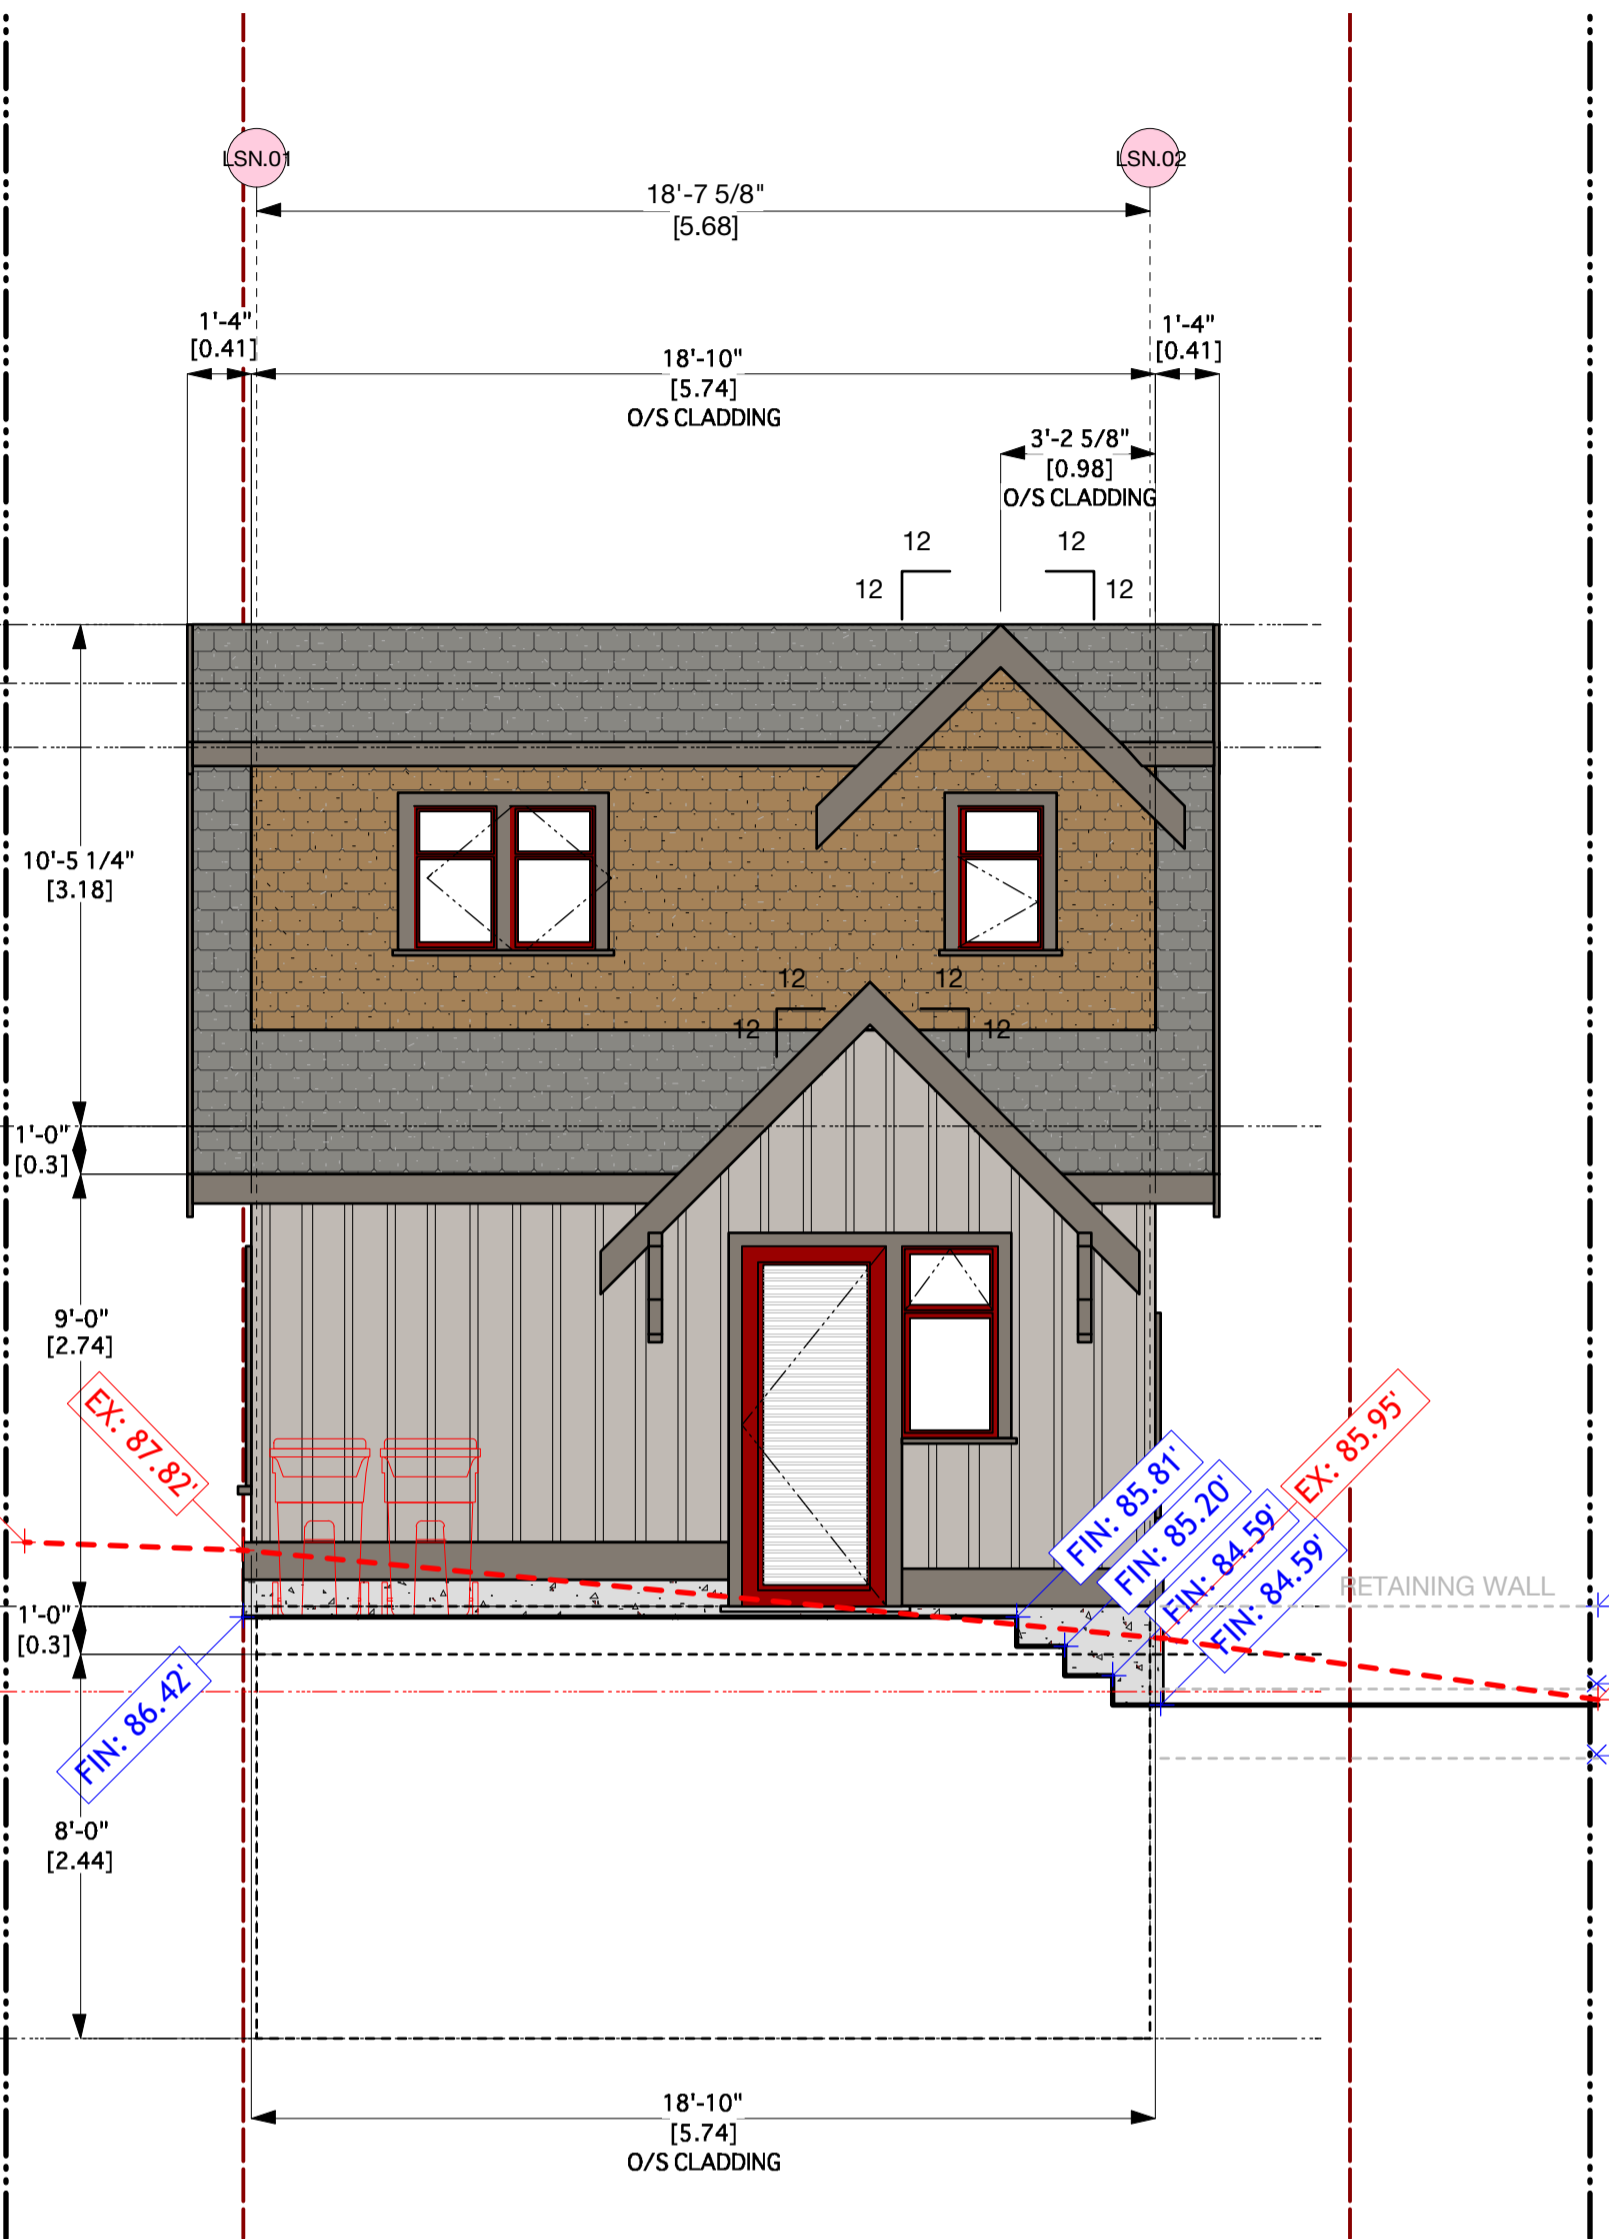 LSN.01
LSN.02
18'-7 5/8"
[5.68]
1'-4"
[0.41]
18'-10"
[5.74]
O/S CLADDING
1'-4"
[0.41]
3'-2 5/8"
[0.98]
O/S CLADDING
12
12
12
12
10'-5 1/4"
[3.18]
12
12
12
12
1'-0"
[0.3]
9'-0"
[2.74]
EX: 87.82'
EX: 85.95'
FIN: 85.81'
FIN: 85.20'
FIN: 84.59'
FIN: 84.59'
RETAINING WALL
1'-0"
[0.3]
FIN: 86.42'
8'-0"
[2.44]
18'-10"
[5.74]
O/S CLADDING